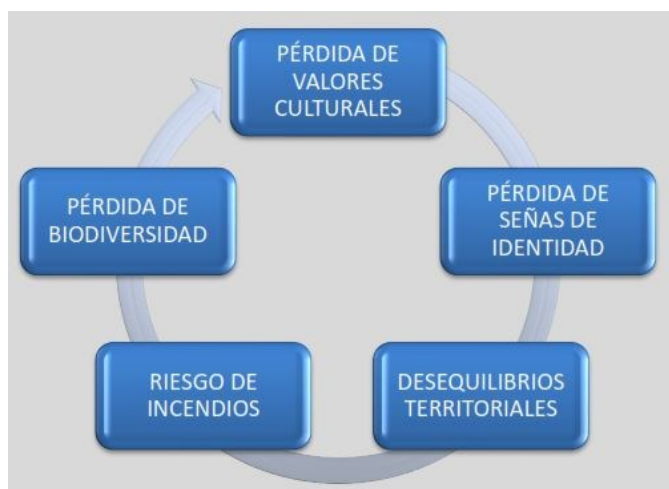 PÉRDIDA DE
VALORES
CULTURALES
PÉRDIDA DE
SEÑAS DE
IDENTIDAD
DESEQUILIBRIOS
TERRITORIALES
RIESGO DE
INCENDIOS
PÉRDIDA DE
BIODIVERSIDAD